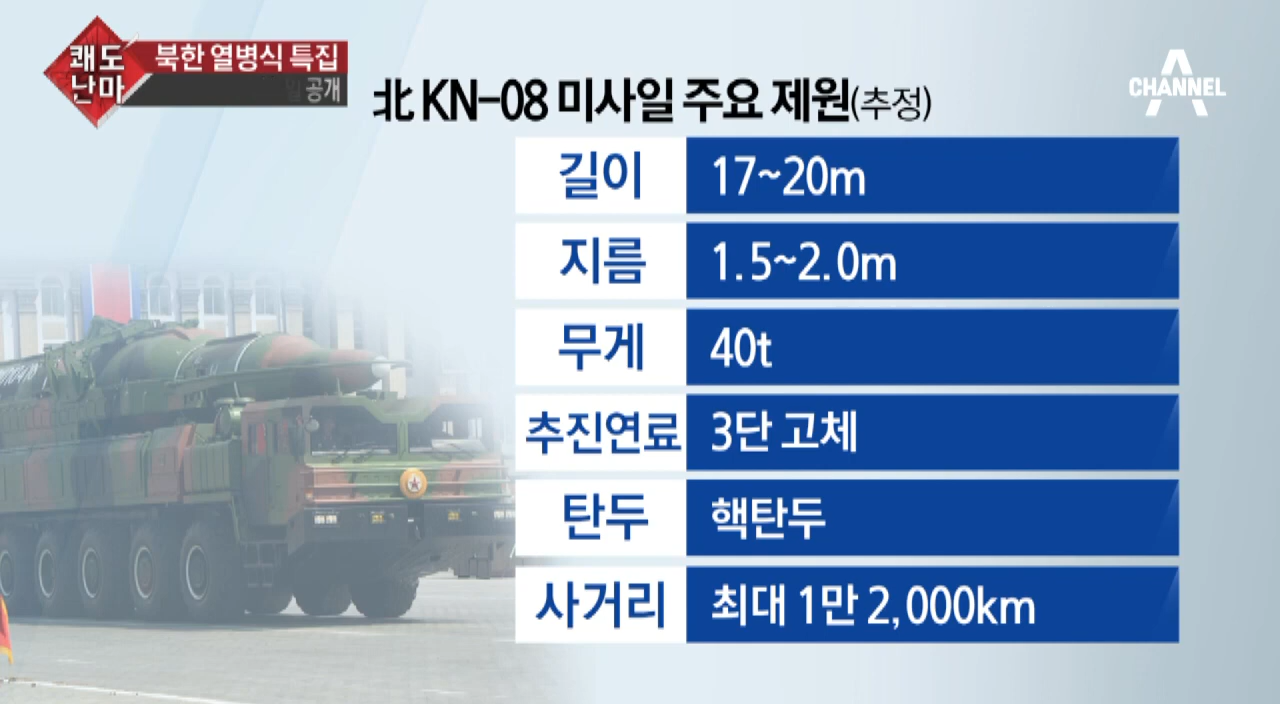 쾌도
난마
북한 열병식 특집
공개
CHANNEL A
北 KN-08 미사일 주요 제원(추정)
길이 17~20m
지름 1.5~2.0m
무게 40t
추진연료 3단 고체
탄두 핵탄두
사거리 최대 1만 2,000km